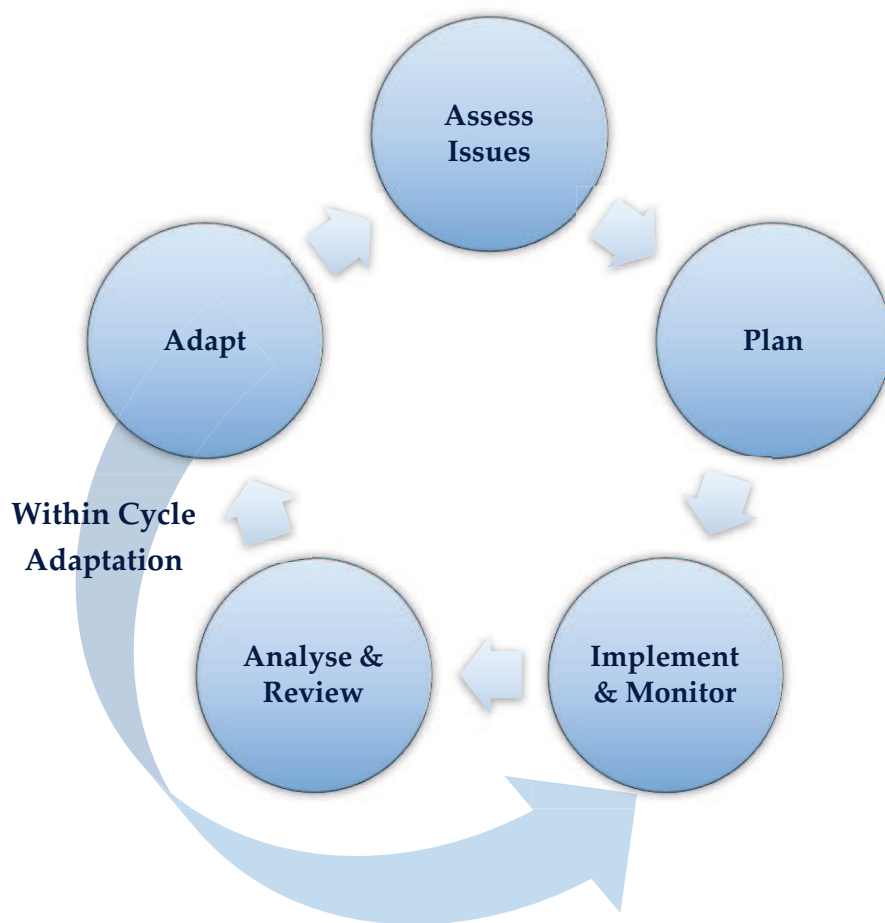 Assess
Issues
Plan
Implement
& Monitor
Analyse &
Review
Adapt
Within Cycle
Adaptation